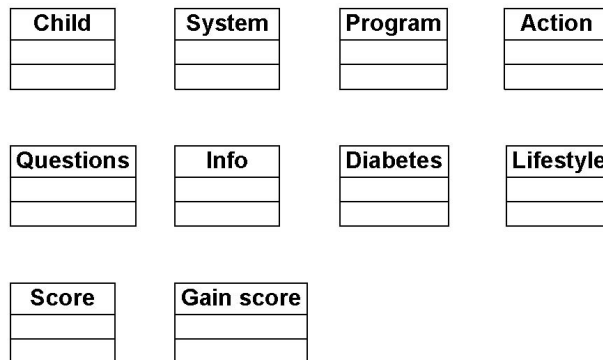 Child System Program Action
Questions Info Diabetes Lifestyle
Score Gain score